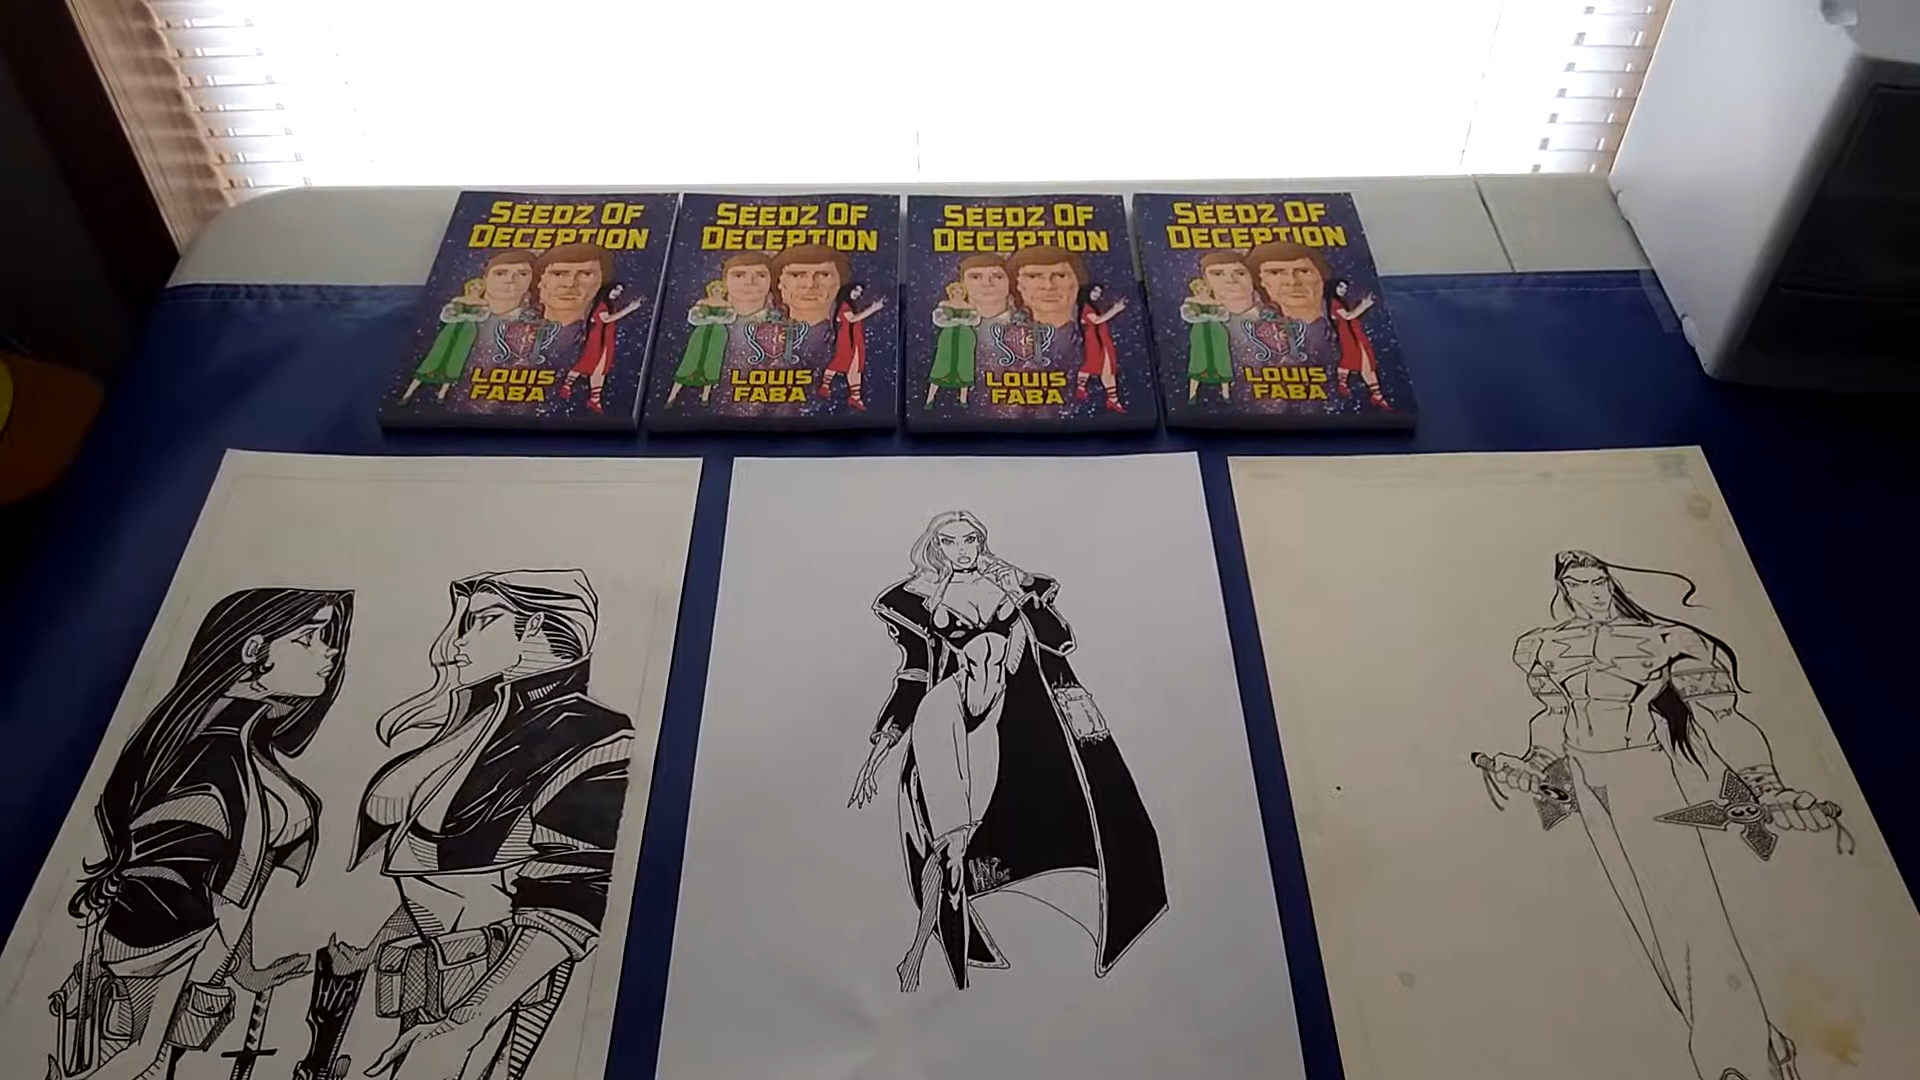 SEEDZ OF
DECEPTION
LOUIS
FABA
SEEDZ OF
DECEPTION
LOUIS
FABA
SEEDZ OF
DECEPTION
LOUIS
FABA
SEEDZ OF
DECEPTION
LOUIS
FABA
HYP